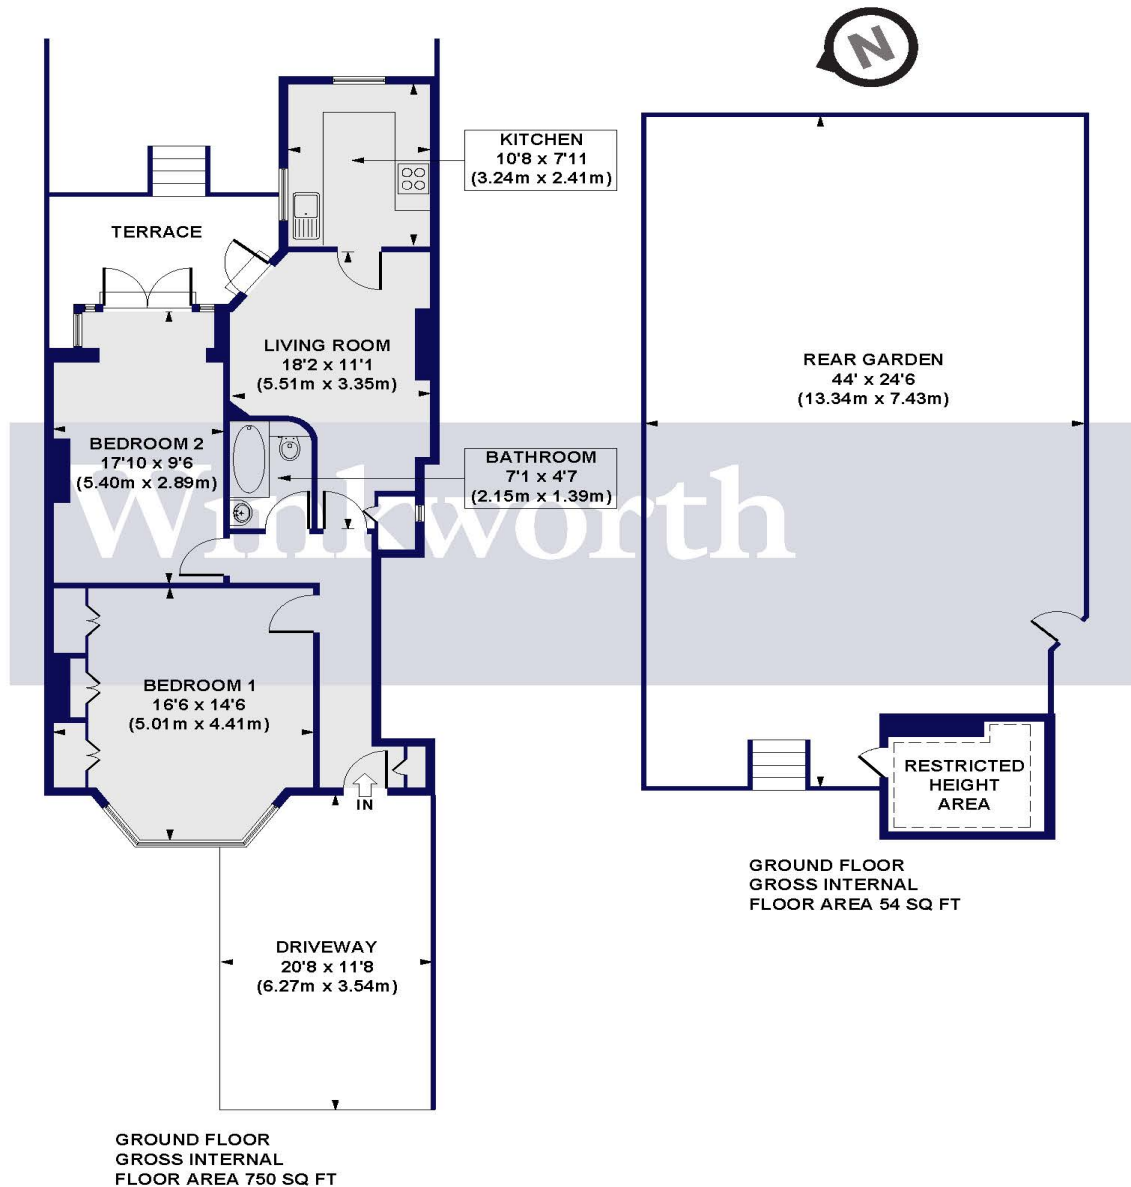 N
KITCHEN
10'8 x 7'11
(3.24m x 2.41m)
TERRACE
LIVING ROOM
18'2 x 11'1
(5.51m x 3.35m)
REAR GARDEN
44' x 24'6
(13.34m x 7.43m)
BEDROOM 2
17'10 x 9'6
(5.40m x 2.89m)
BATHROOM
7'1 x 4'7
(2.15m x 1.39m)
Winkworth
BEDROOM 1
16'6 x 14'6
(5.01m x 4.41m)
IN
RESTRICTED
HEIGHT
AREA
GROUND FLOOR
GROSS INTERNAL
FLOOR AREA 54 SQ FT
DRIVEWAY
20'8 x 11'8
(6.27m x 3.54m)
GROUND FLOOR
GROSS INTERNAL
FLOOR AREA 750 SQ FT